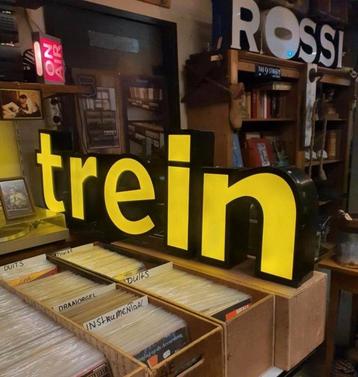 ROSSI
ON
AIR
trein
DUITS
DUITS
DRAAIORGEL
INSTRUMENTAAL